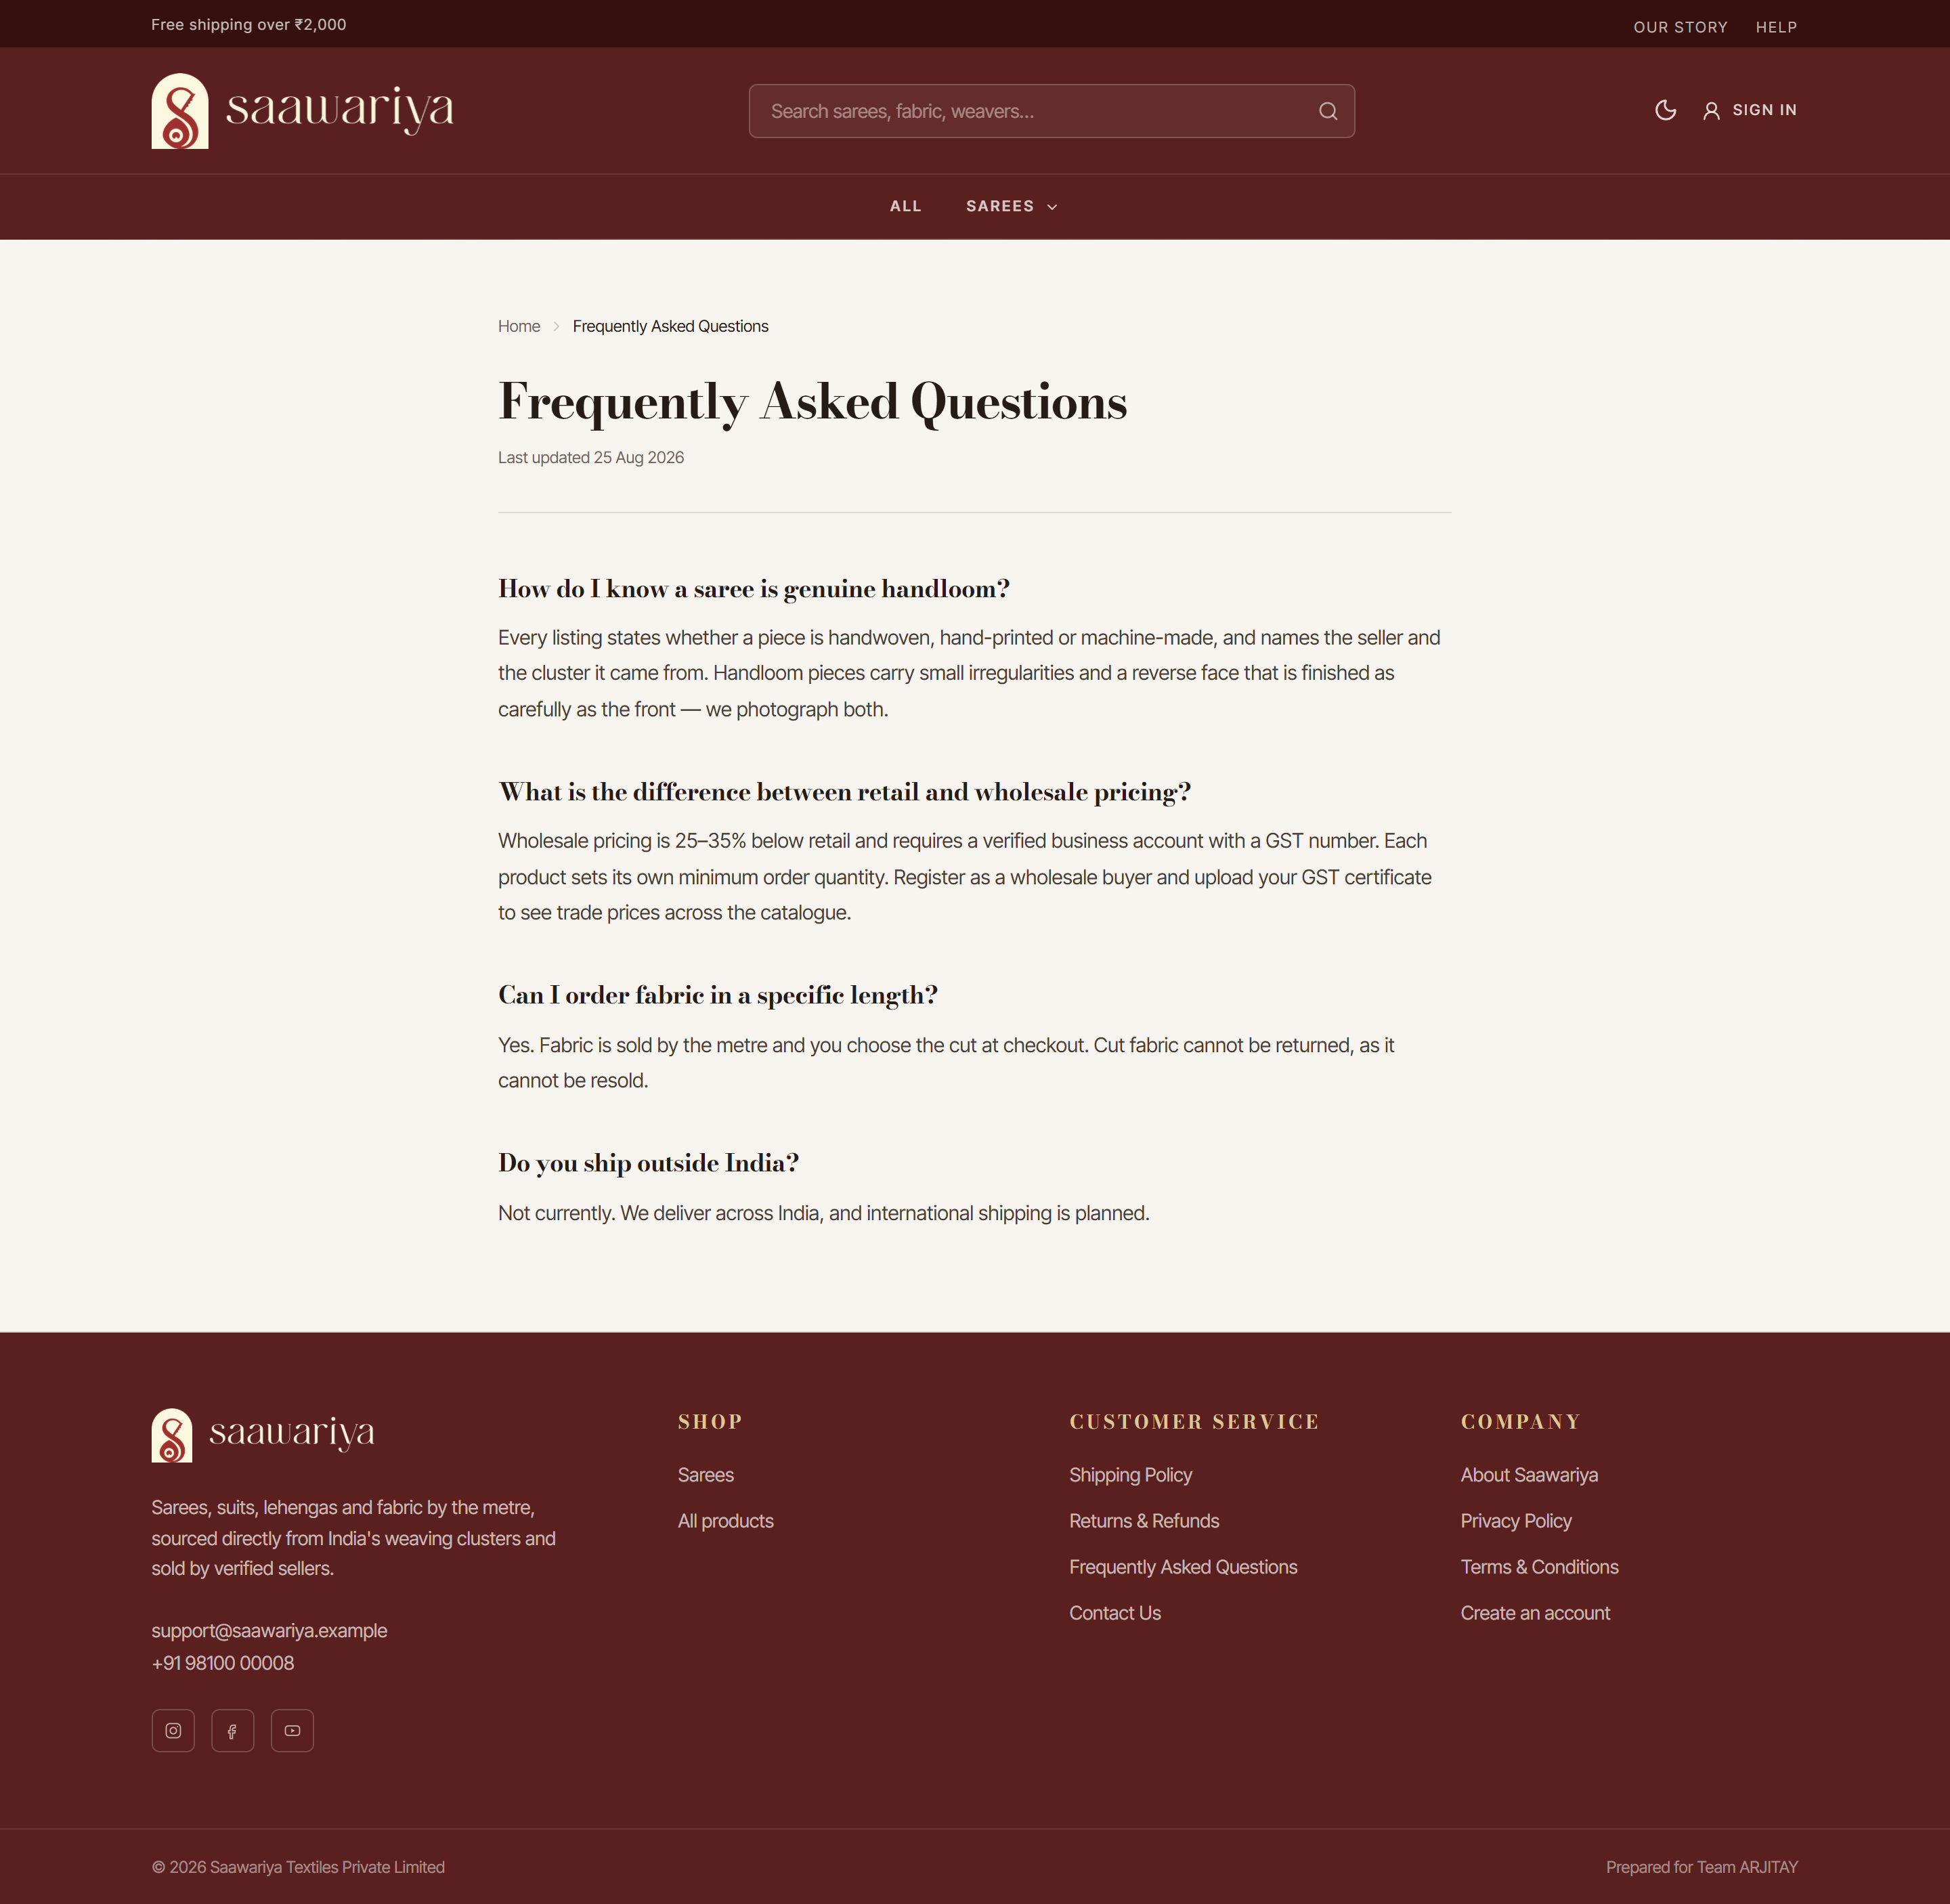 Free shipping over ₹2,000
OUR STORY HELP
saawariya
Search sarees, fabric, weavers...
SIGN IN
ALL SAREES
Home Frequently Asked Questions
Frequently Asked Questions
Last updated 25 Aug 2026
How do I know a saree is genuine handloom?
Every listing states whether a piece is handwoven, hand-printed or machine-made, and names the seller and
the cluster it came from. Handloom pieces carry small irregularities and a reverse face that is finished as
carefully as the front — we photograph both.
What is the difference between retail and wholesale pricing?
Wholesale pricing is 25–35% below retail and requires a verified business account with a GST number. Each
product sets its own minimum order quantity. Register as a wholesale buyer and upload your GST certificate
to see trade prices across the catalogue.
Can I order fabric in a specific length?
Yes. Fabric is sold by the metre and you choose the cut at checkout. Cut fabric cannot be returned, as it
cannot be resold.
Do you ship outside India?
Not currently. We deliver across India, and international shipping is planned.
saawariya
Sarees, suits, lehengas and fabric by the metre,
sourced directly from India's weaving clusters and
sold by verified sellers.
support@saawariya.example
+91 98100 00008
SHOP
Sarees
All products
CUSTOMER SERVICE
Shipping Policy
Returns & Refunds
Frequently Asked Questions
Contact Us
COMPANY
About Saawariya
Privacy Policy
Terms & Conditions
Create an account
© 2026 Saawariya Textiles Private Limited
Prepared for Team ARJITAY